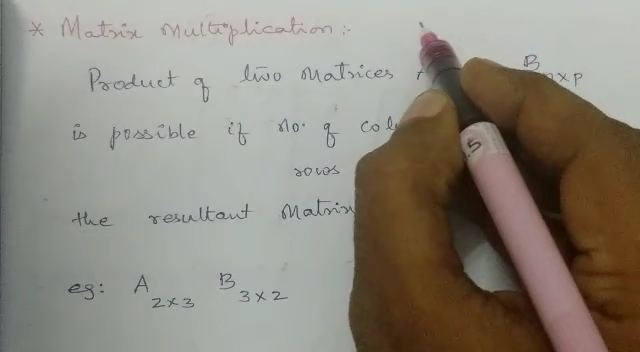 * Matrix Multiplication:-
Product of two matrices B n×p
is possible if no. of
rows
the resultant Matrix
eg: A 2×3 B 3×2
5